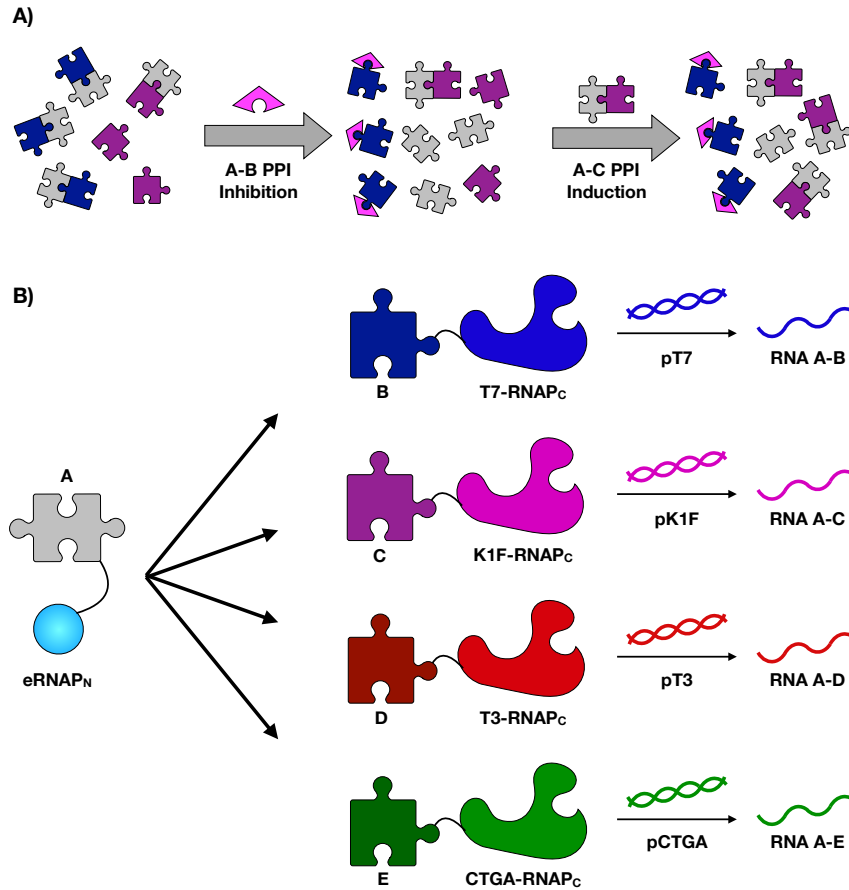 A)
A-B PPI
Inhibition
A-C PPI
Induction
B)
A
eRNAPN
B
T7-RNAPC
pT7
RNA A-B
C
K1F-RNAPC
pK1F
RNA A-C
D
T3-RNAPC
pT3
RNA A-D
E
CTGA-RNAPC
pCTGA
RNA A-E